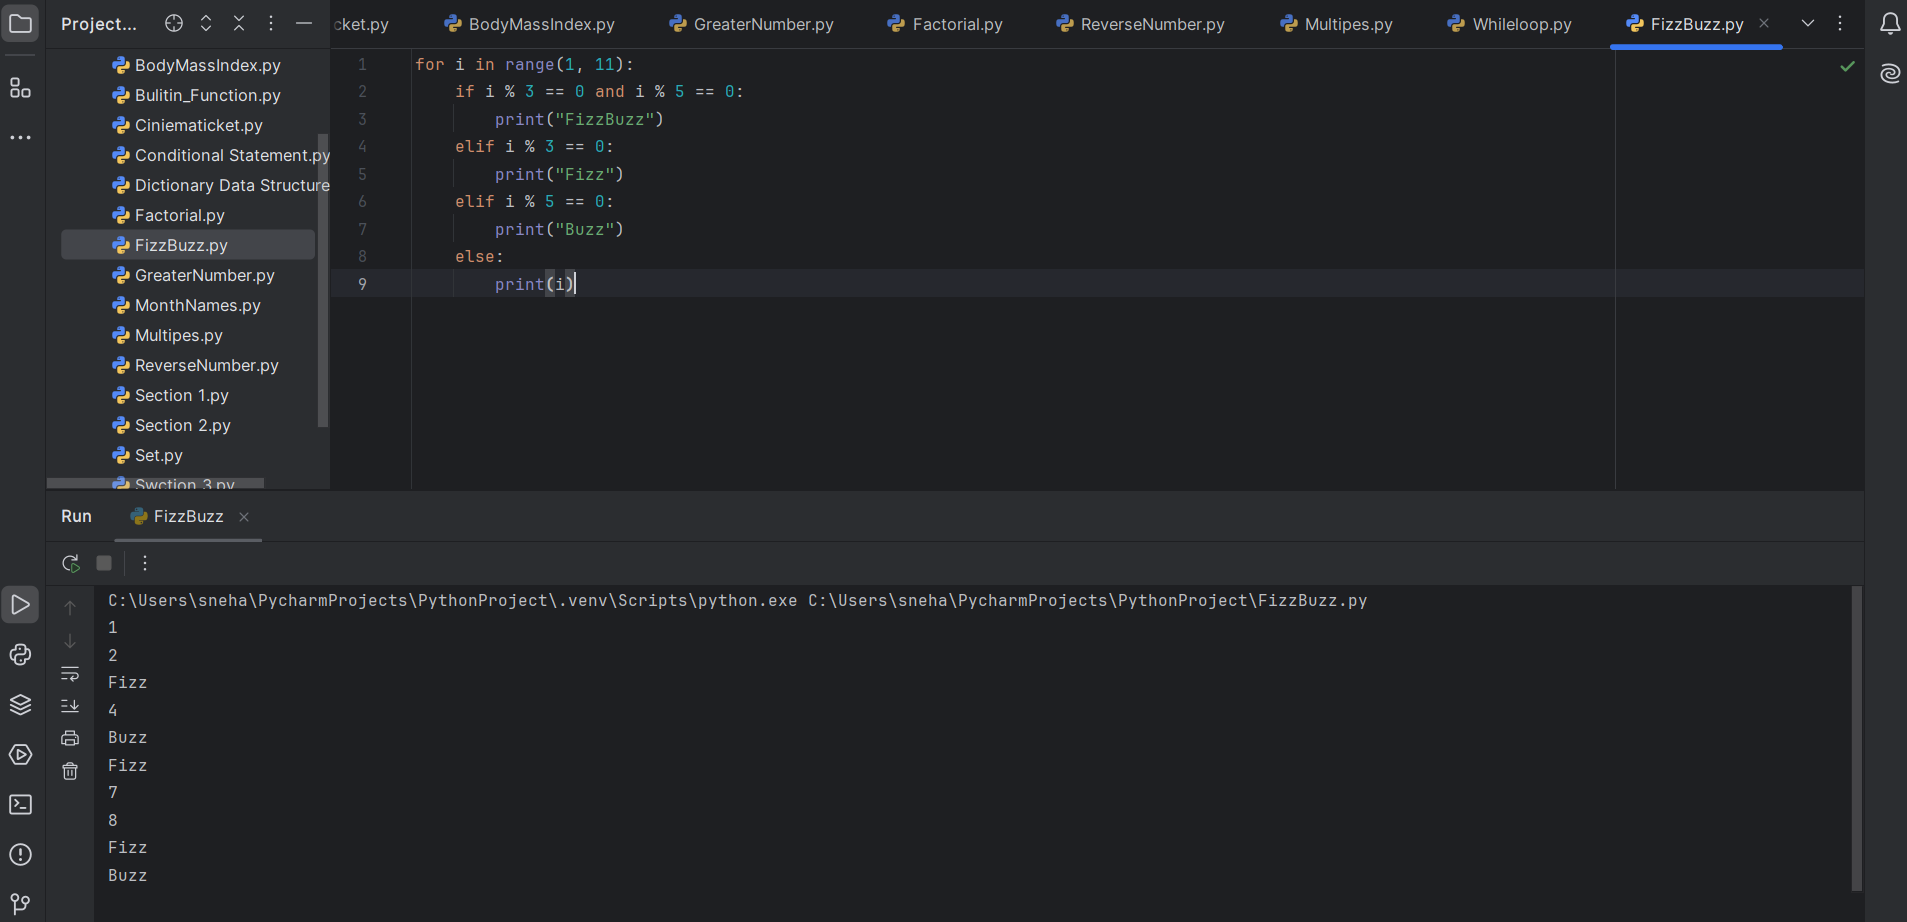 Project...
cket.py BodyMassIndex.py GreaterNumber.py Factorial.py ReverseNumber.py Multipes.py Whileloop.py FizzBuzz.py
BodyMassIndex.py
Bulitin_Function.py
Ciniematicket.py
Conditional Statement.py
Dictionary Data Structure
Factorial.py
FizzBuzz.py
GreaterNumber.py
MonthNames.py
Multipes.py
ReverseNumber.py
Section 1.py
Section 2.py
Set.py
Swction 3.py
1 for i in range(1, 11):
2     if i % 3 == 0 and i % 5 == 0:
3         print("FizzBuzz")
4     elif i % 3 == 0:
5         print("Fizz")
6     elif i % 5 == 0:
7         print("Buzz")
8     else:
9         print(i)
Run FizzBuzz
C:\Users\sneha\PycharmProjects\PythonProject\.venv\Scripts\python.exe C:\Users\sneha\PycharmProjects\PythonProject\FizzBuzz.py
1
2
Fizz
4
Buzz
Fizz
7
8
Fizz
Buzz